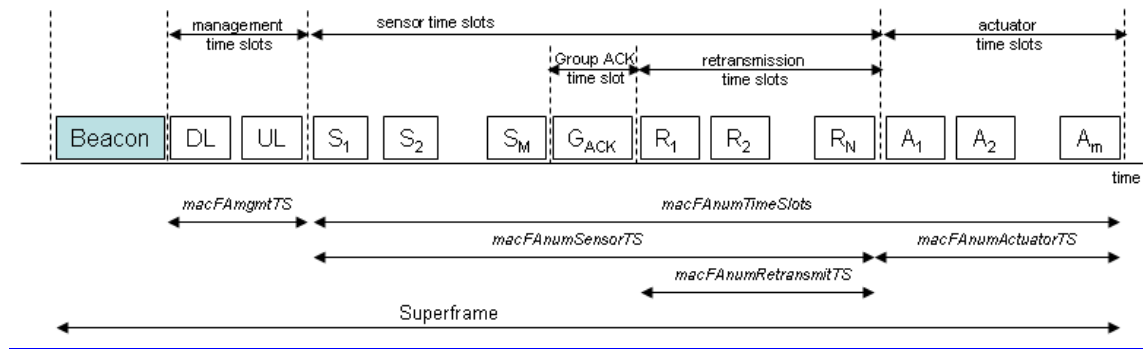 management
time slots
sensor time slots
actuator
time slots
Group ACK
time slot
retransmission
time slots
Beacon DL UL S1 S2 SM GACK R1 R2 RN A1 A2 Am
time
macFAmgmtTS macFAnumTimeSlots
macFAnumSensorTS macFAnumActuatorTS
macFAnumRetransmitTS
Superframe